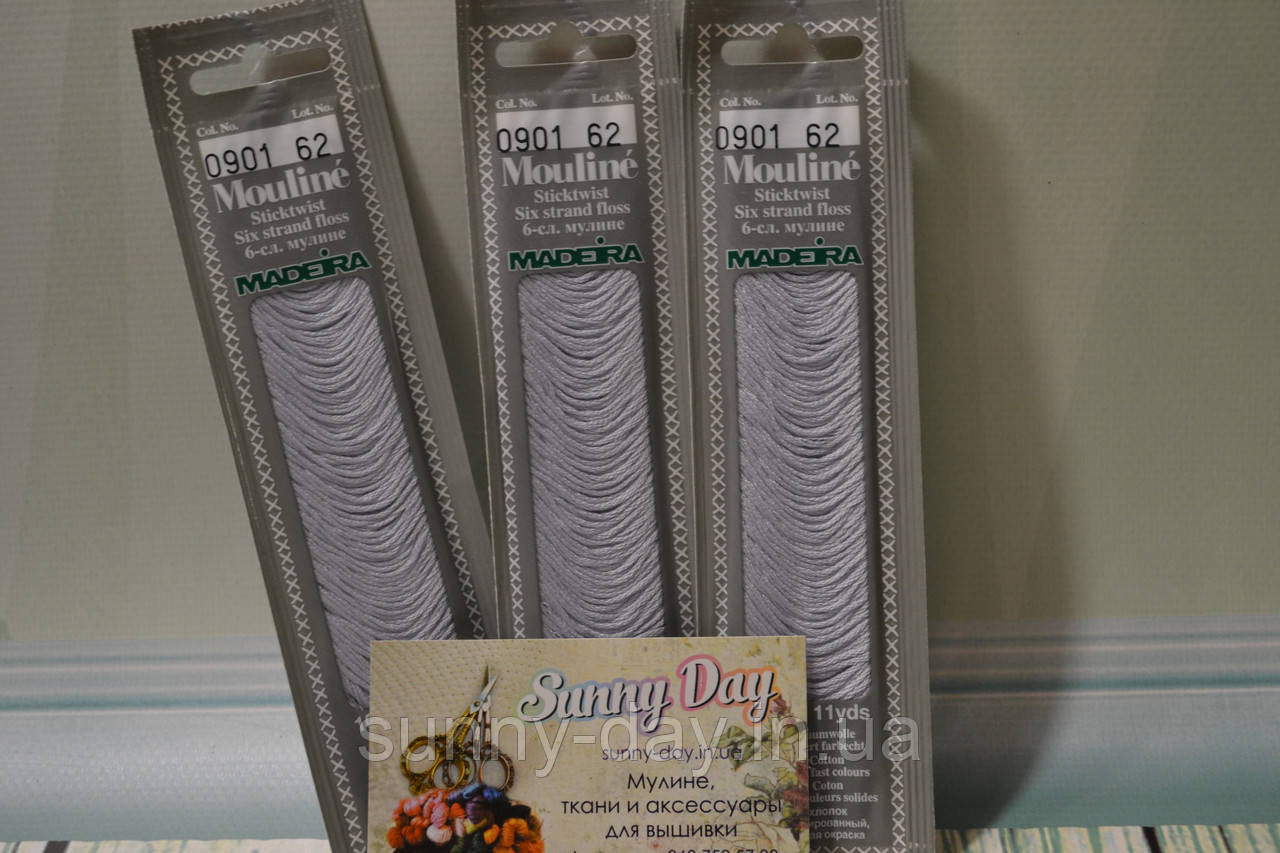 Col. No. Lot. No.
0901 62
Mouliné
Sticktwist
Six strand floss
6-сл. мулине
MADEIRA
Col. No. Lot. No.
0901 62
Mouliné
Sticktwist
Six strand floss
6-сл. мулине
MADEIRA
Col. No. Lot. No.
0901 62
Mouliné
Sticktwist
Six strand floss
6-сл. мулине
MADEIRA
11yds
farbecht
Cotton
fast colours
Coton
solides
хлопок
окраска
Sunny Day
sunny-day.in.ua
sunny-day.in.ua
Мулине,
ткани и аксессуары
для вышивки